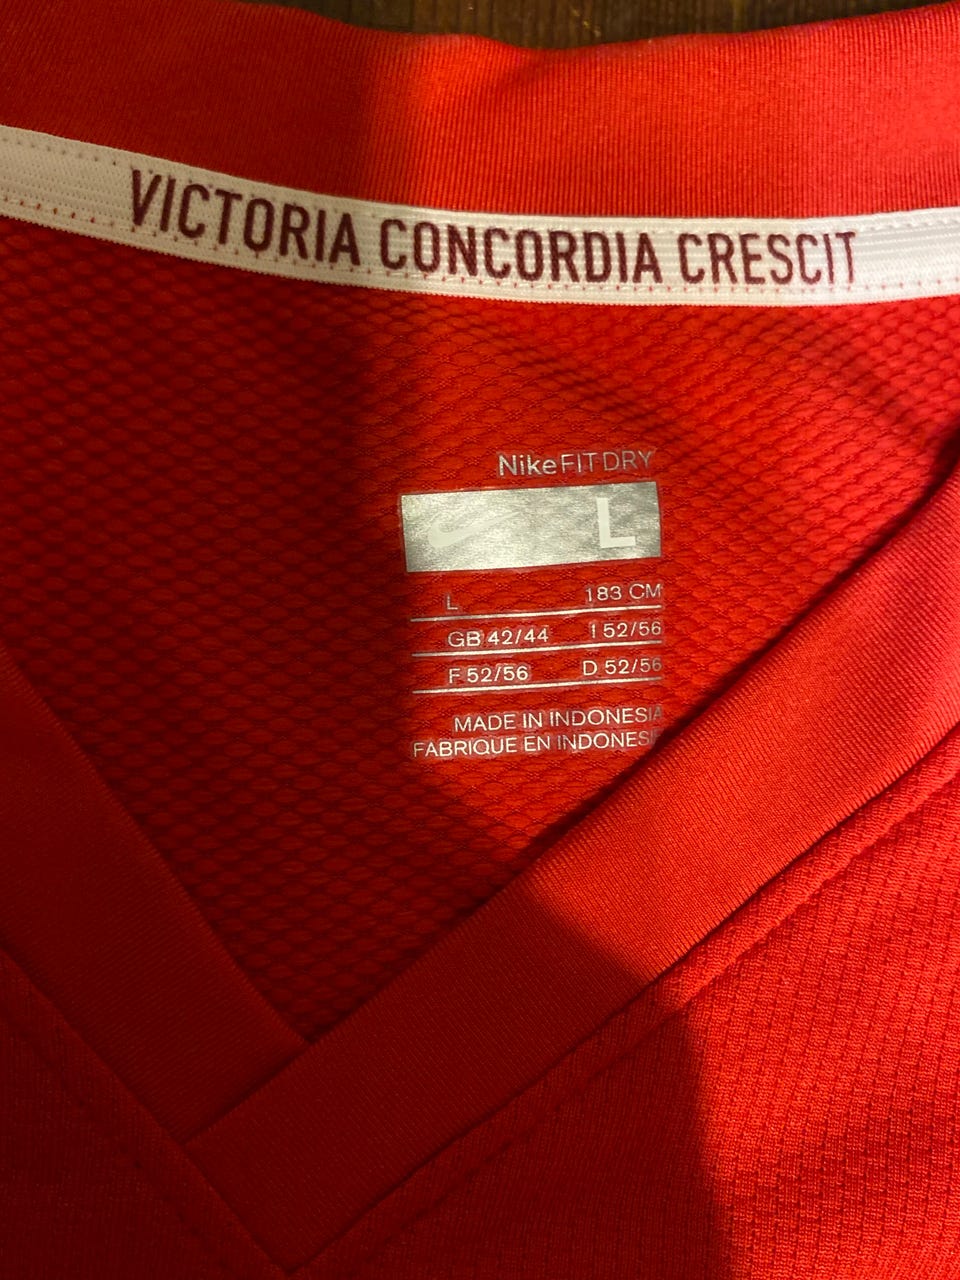 VICTORIA CONCORDIA CRESCIT
NikeFIT DRY
L
L 183 CM
GB 42/44 I 52/56
F 52/56 D 52/56
MADE IN INDONESIA
FABRIQUE EN INDONESI